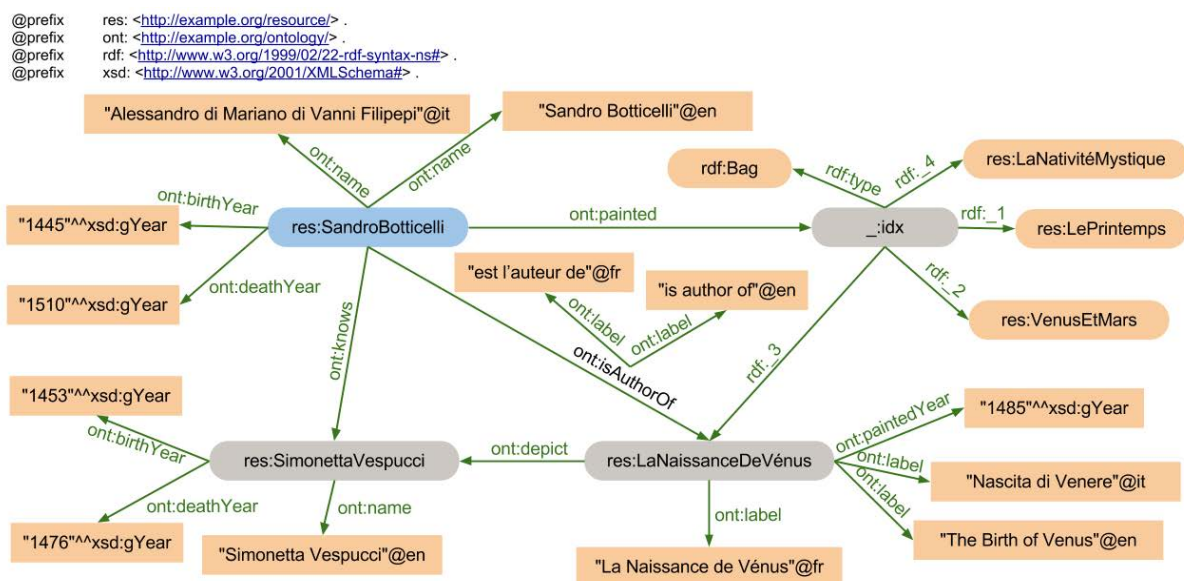 @prefix res: <http://example.org/resource/> .
@prefix ont: <http://example.org/ontology/> .
@prefix rdf: <http://www.w3.org/1999/02/22-rdf-syntax-ns#> .
@prefix xsd: <http://www.w3.org/2001/XMLSchema#> .
"Alessandro di Mariano di Vanni Filipepi"@it
"Sandro Botticelli"@en
ont:name
ont:name
rdf:Bag
rdf:type
rdf:_4
res:LaNativitéMystique
ont:birthYear
"1445"^^xsd:gYear
res:SandroBotticelli
ont:painted
_:idx
rdf:_1
res:LePrintemps
"est l’auteur de"@fr
"is author of"@en
rdf:_2
ont:deathYear
"1510"^^xsd:gYear
ont:knows
ont:label
ont:label
res:VenusEtMars
ont:isAuthorOf
rdf:_3
"1453"^^xsd:gYear
ont:birthYear
res:SimonettaVespucci
ont:depict
res:LaNaissanceDeVénus
ont:paintedYear
"1485"^^xsd:gYear
ont:label
"Nascita di Venere"@it
ont:label
"The Birth of Venus"@en
ont:deathYear
"1476"^^xsd:gYear
ont:name
"Simonetta Vespucci"@en
ont:label
"La Naissance de Vénus"@fr